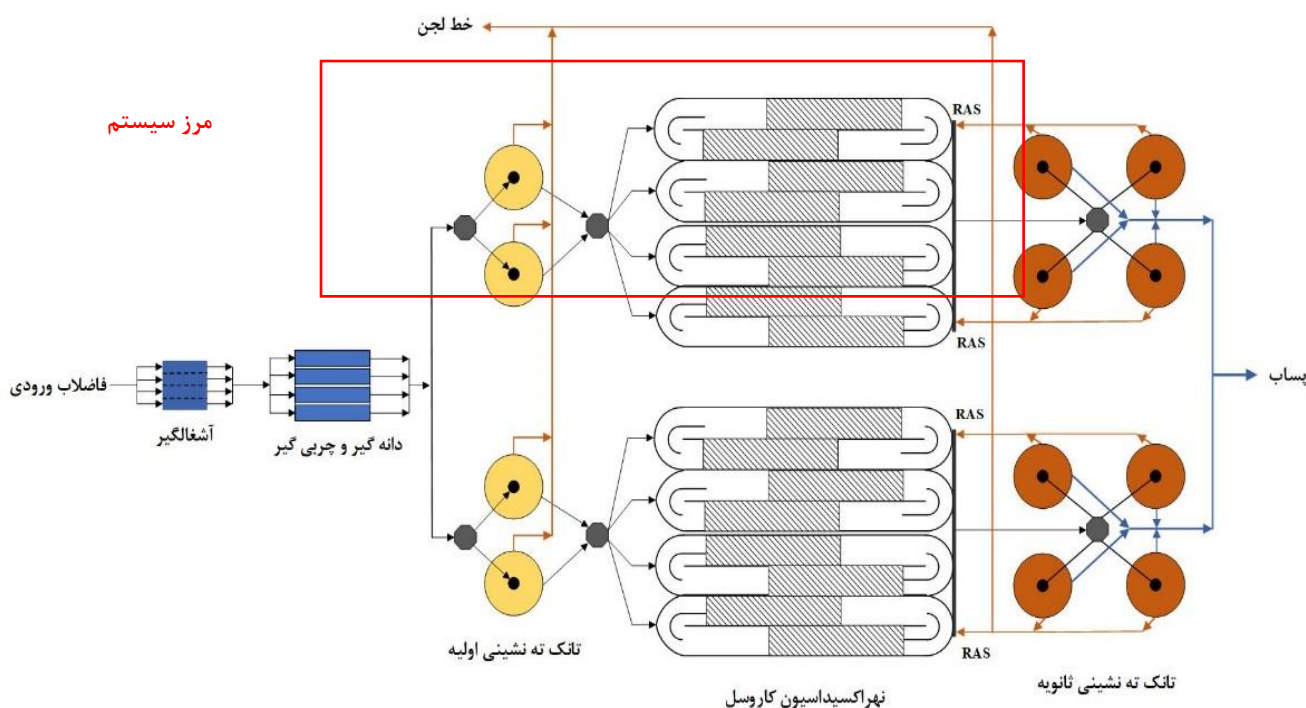 خط لجن
مرز سیستم
RAS
RAS
فاضلاب ورودی
آشغالگیر
دانه گیر و چربی گیر
پساب
RAS
تانک ته نشینی اولیه
RAS
نهراکسیداسیون کاروسل
تانک ته نشینی ثانویه